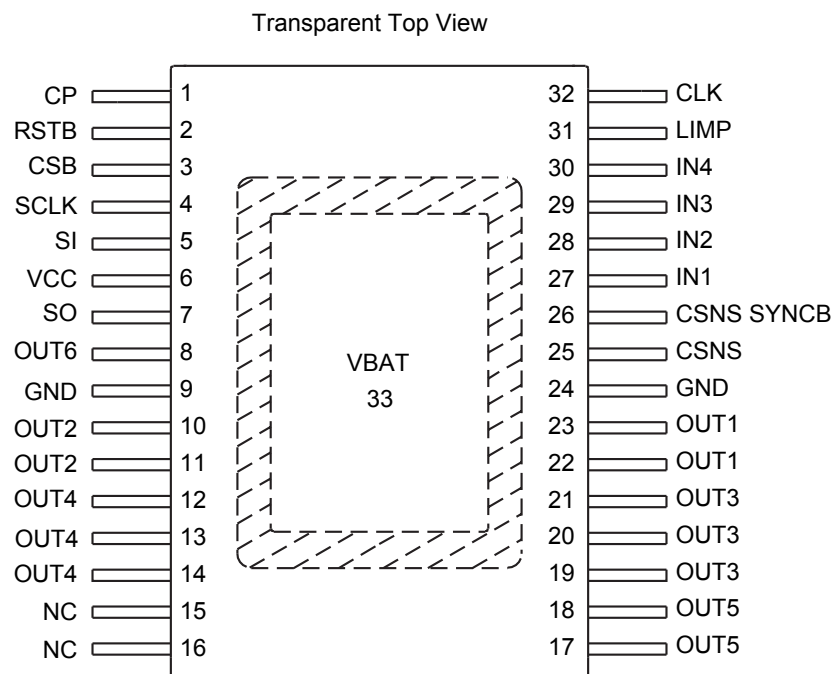 Transparent Top View
CP 1 32 CLK
RSTB 2 31 LIMP
CSB 3 30 IN4
SCLK 4 29 IN3
SI 5 28 IN2
VCC 6 27 IN1
SO 7 26 CSNS SYNCB
OUT6 8 25 CSNS
GND 9 24 GND
OUT2 10 23 OUT1
OUT2 11 22 OUT1
OUT4 12 21 OUT3
OUT4 13 20 OUT3
OUT4 14 19 OUT3
NC 15 18 OUT5
NC 16 17 OUT5
VBAT
33